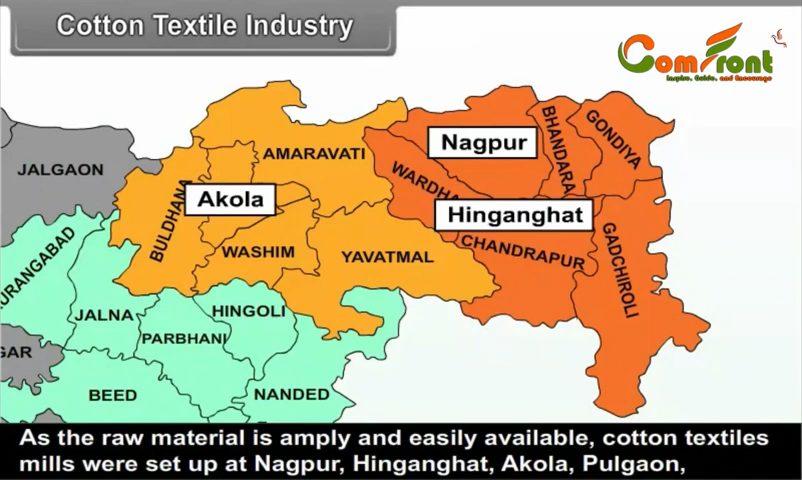 Cotton Textile Industry
ComFront
Inspire, Guide, and Encourage
JALGAON
AMARAVATI
Nagpur
BHANDARA
GONDIYA
BULDHANA
Akola
WARDHA
Hinganghat
WASHIM
YAVATMAL
CHANDRAPUR
GADCHIROLI
URANGABAD
JALNA
HINGOLI
PARBHANI
GAR
BEED
NANDED
As the raw material is amply and easily available, cotton textiles
mills were set up at Nagpur, Hinganghat, Akola, Pulgaon,